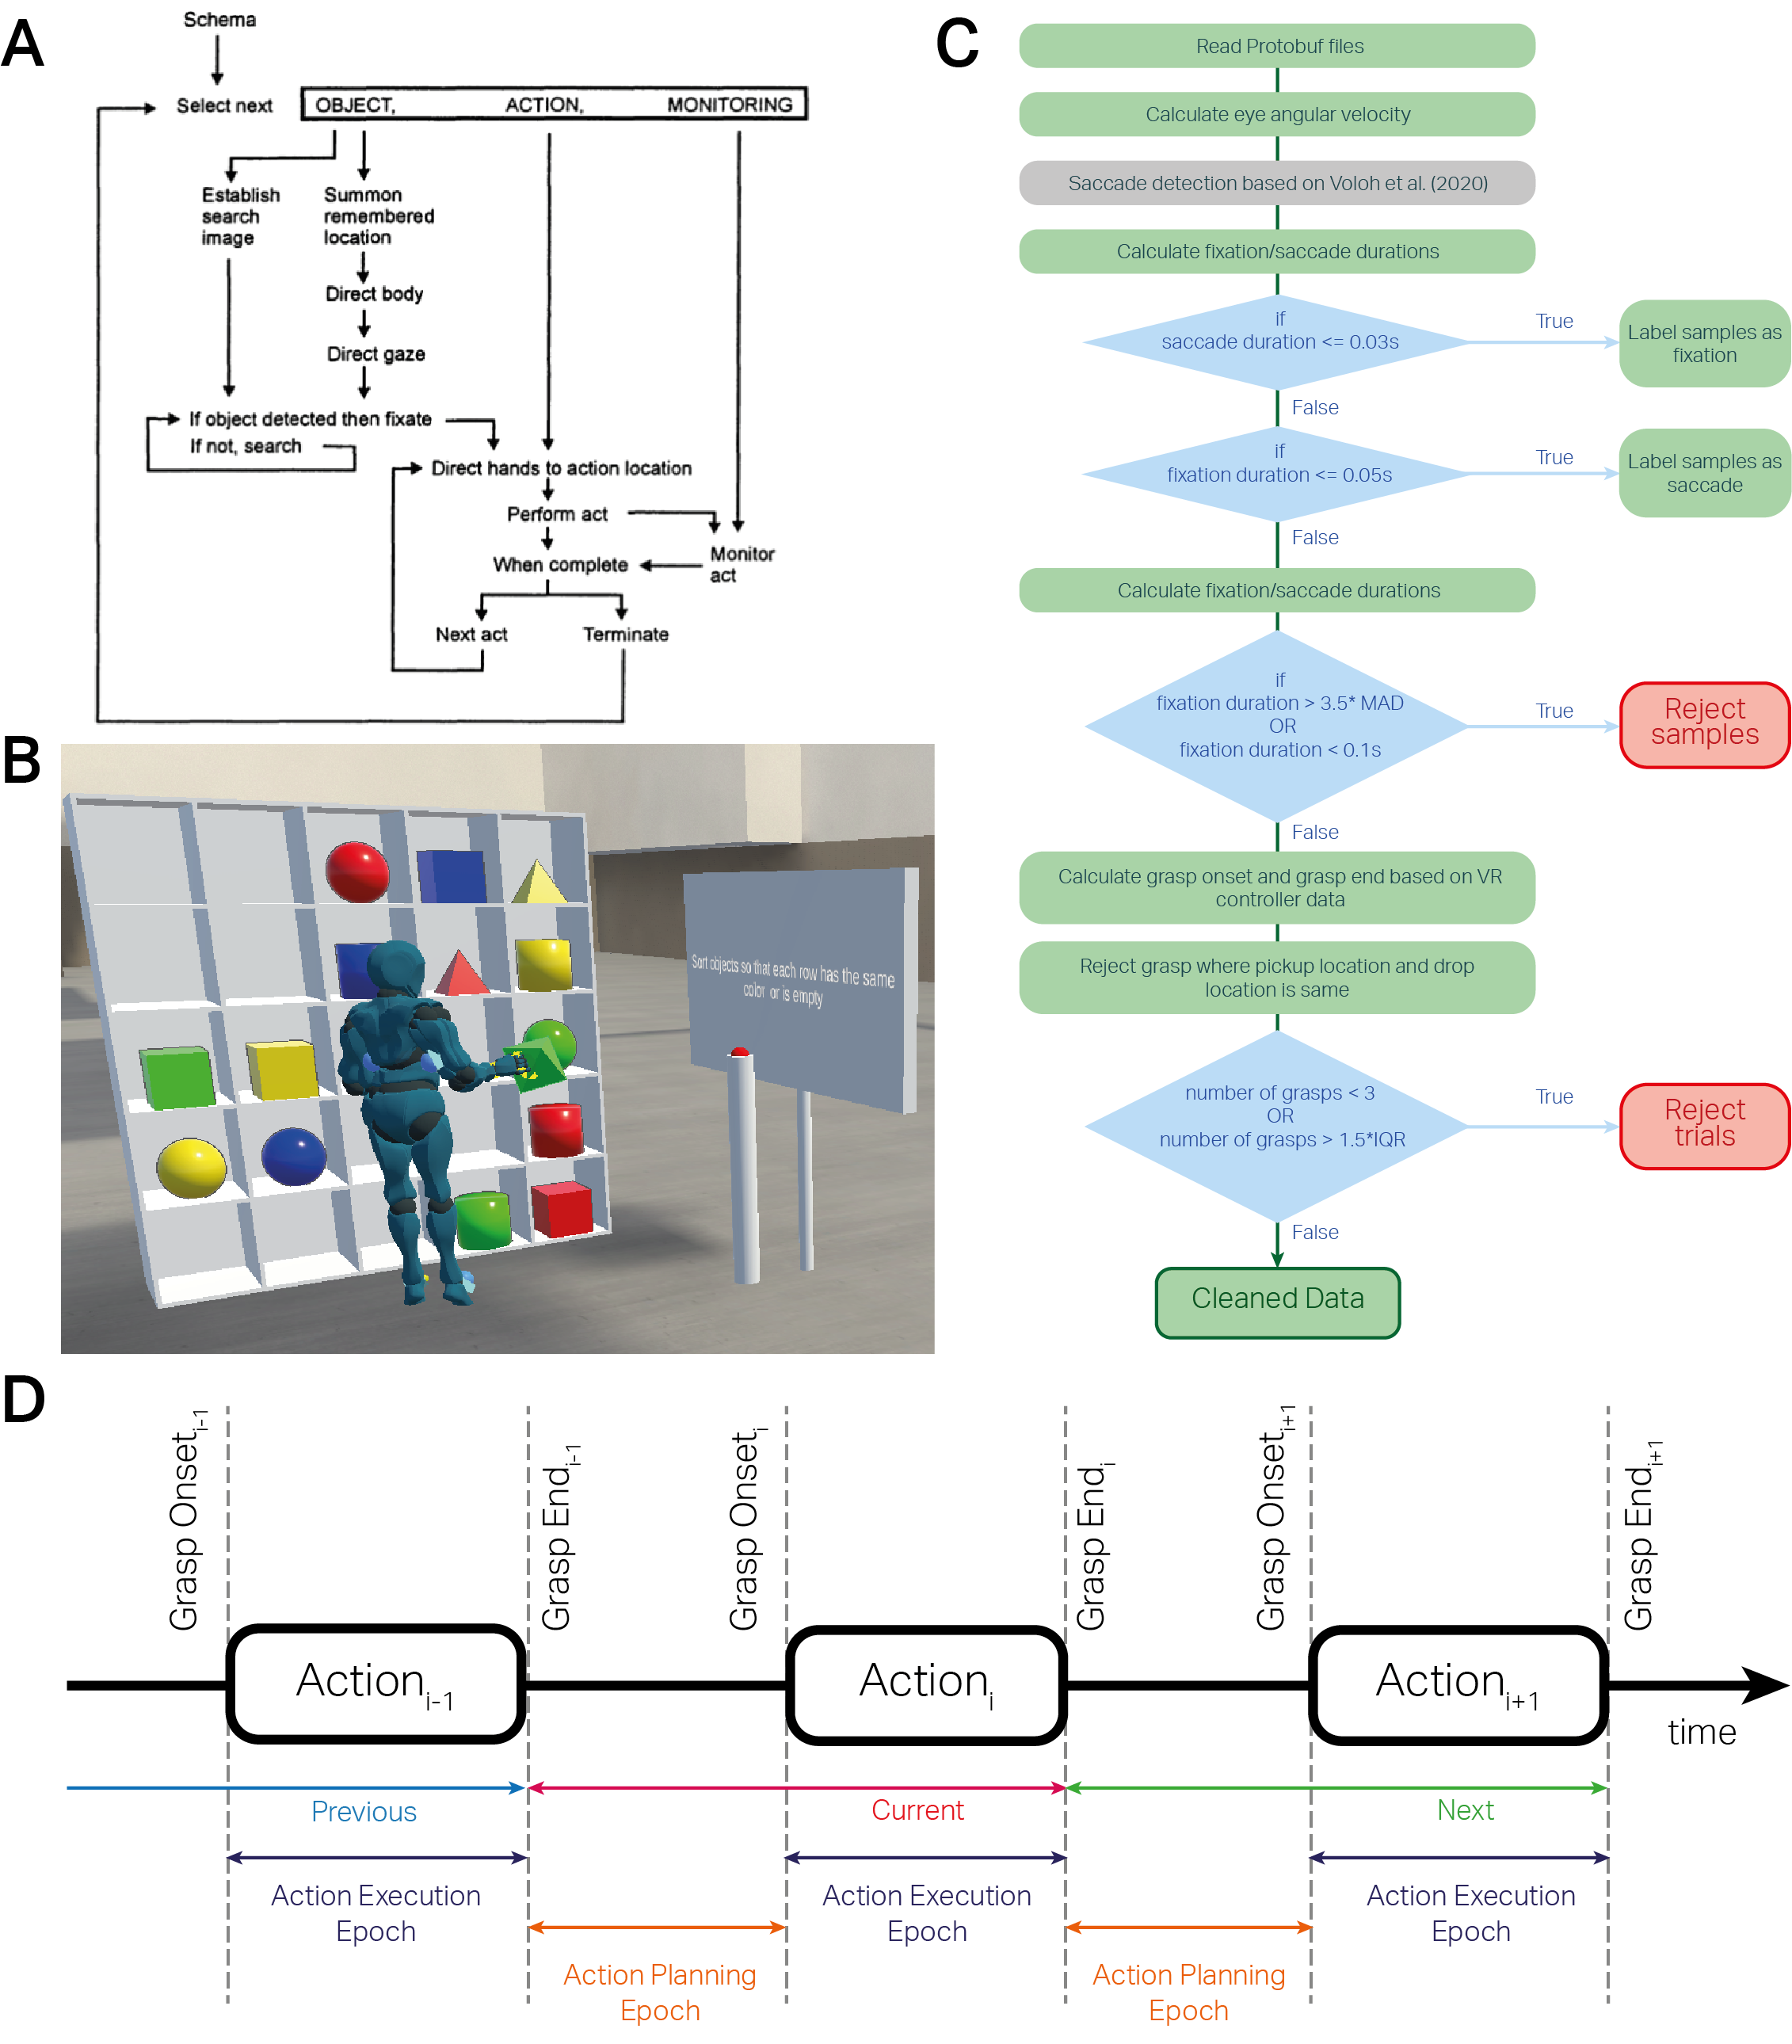 A
Schema
Select next
OBJECT, ACTION, MONITORING
Establish
search
image
Summon
remembered
location
Direct body
Direct gaze
If object detected then fixate
If not, search
Direct hands to action location
Perform act
When complete
Monitor
act
Next act
Terminate
B
Sort objects so that each row has the same
color or is empty
C
Read Protobuf files
Calculate eye angular velocity
Saccade detection based on Voloh et al. (2020)
Calculate fixation/saccade durations
if
saccade duration <= 0.03s
True
Label samples as
fixation
False
if
fixation duration <= 0.05s
True
Label samples as
saccade
False
Calculate fixation/saccade durations
if
fixation duration > 3.5* MAD
OR
fixation duration < 0.1s
True
Reject
samples
False
Calculate grasp onset and grasp end based on VR
controller data
Reject grasp where pickup location and drop
location is same
number of grasps < 3
OR
number of grasps > 1.5*IQR
True
Reject
trials
False
Cleaned Data
D
Grasp Onset i-1
Grasp End i-1
Grasp Onset i
Grasp End i
Grasp Onset i+1
Grasp End i+1
Action i-1
Action i
Action i+1
time
Previous
Current
Next
Action Execution
Epoch
Action Execution
Epoch
Action Execution
Epoch
Action Planning
Epoch
Action Planning
Epoch